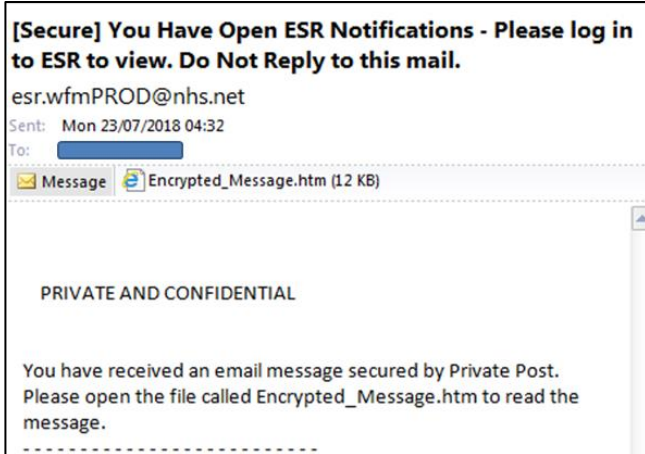 [Secure] You Have Open ESR Notifications - Please log in
to ESR to view. Do Not Reply to this mail.
esr.wfmPROD@nhs.net
Sent: Mon 23/07/2018 04:32
To:
Message Encrypted_Message.htm (12 KB)
PRIVATE AND CONFIDENTIAL
You have received an email message secured by Private Post.
Please open the file called Encrypted_Message.htm to read the
message.
- - - - - - - - - - - - - - - - - - - - - - - - - - -